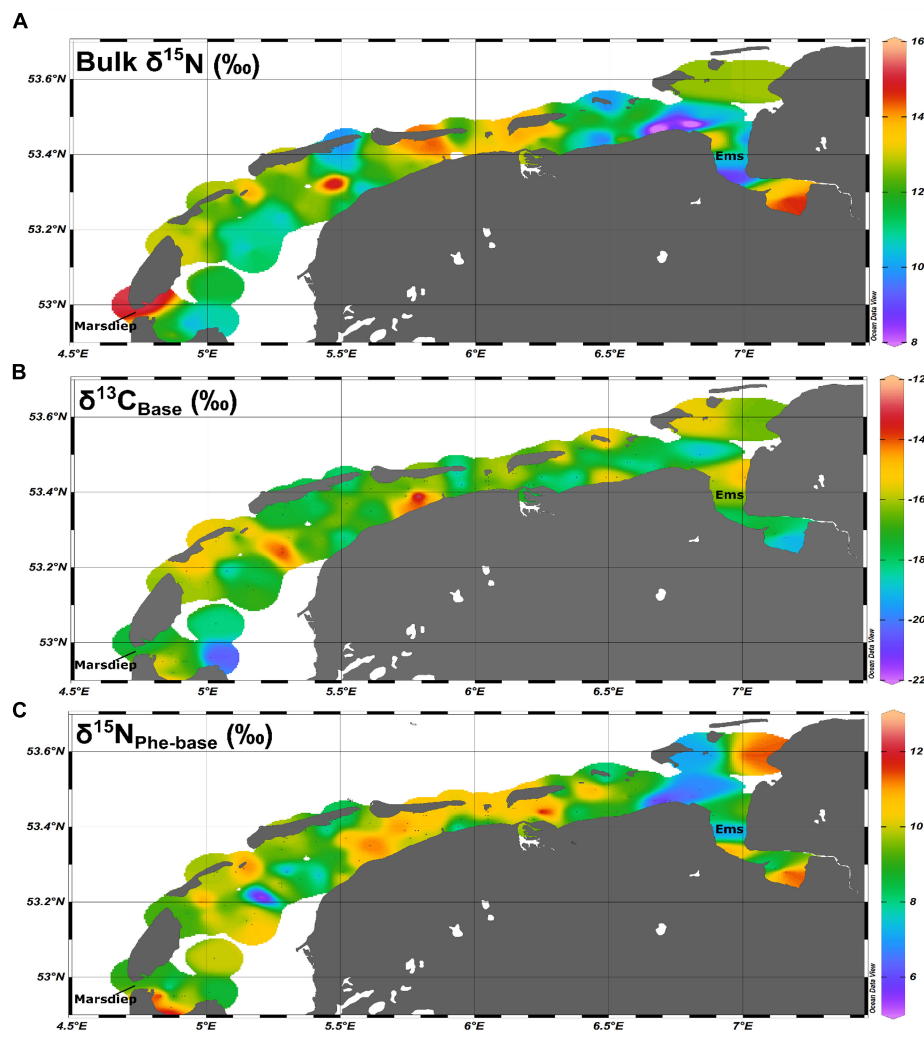 A
Bulk δ¹⁵N (‰)
53.6°N
53.4°N
53.2°N
53°N
Ems
Marsdiep
4.5°E
5°E
5.5°E
6°E
6.5°E
7°E
16
14
12
10
8
Ocean Data View
B
δ¹³C_Base (‰)
53.6°N
53.4°N
53.2°N
53°N
Ems
Marsdiep
4.5°E
5°E
5.5°E
6°E
6.5°E
7°E
-12
-14
-16
-18
-20
-22
Ocean Data View
C
δ¹⁵N_Phe-base (‰)
53.6°N
53.4°N
53.2°N
53°N
Ems
Marsdiep
4.5°E
5°E
5.5°E
6°E
6.5°E
7°E
12
10
8
6
Ocean Data View